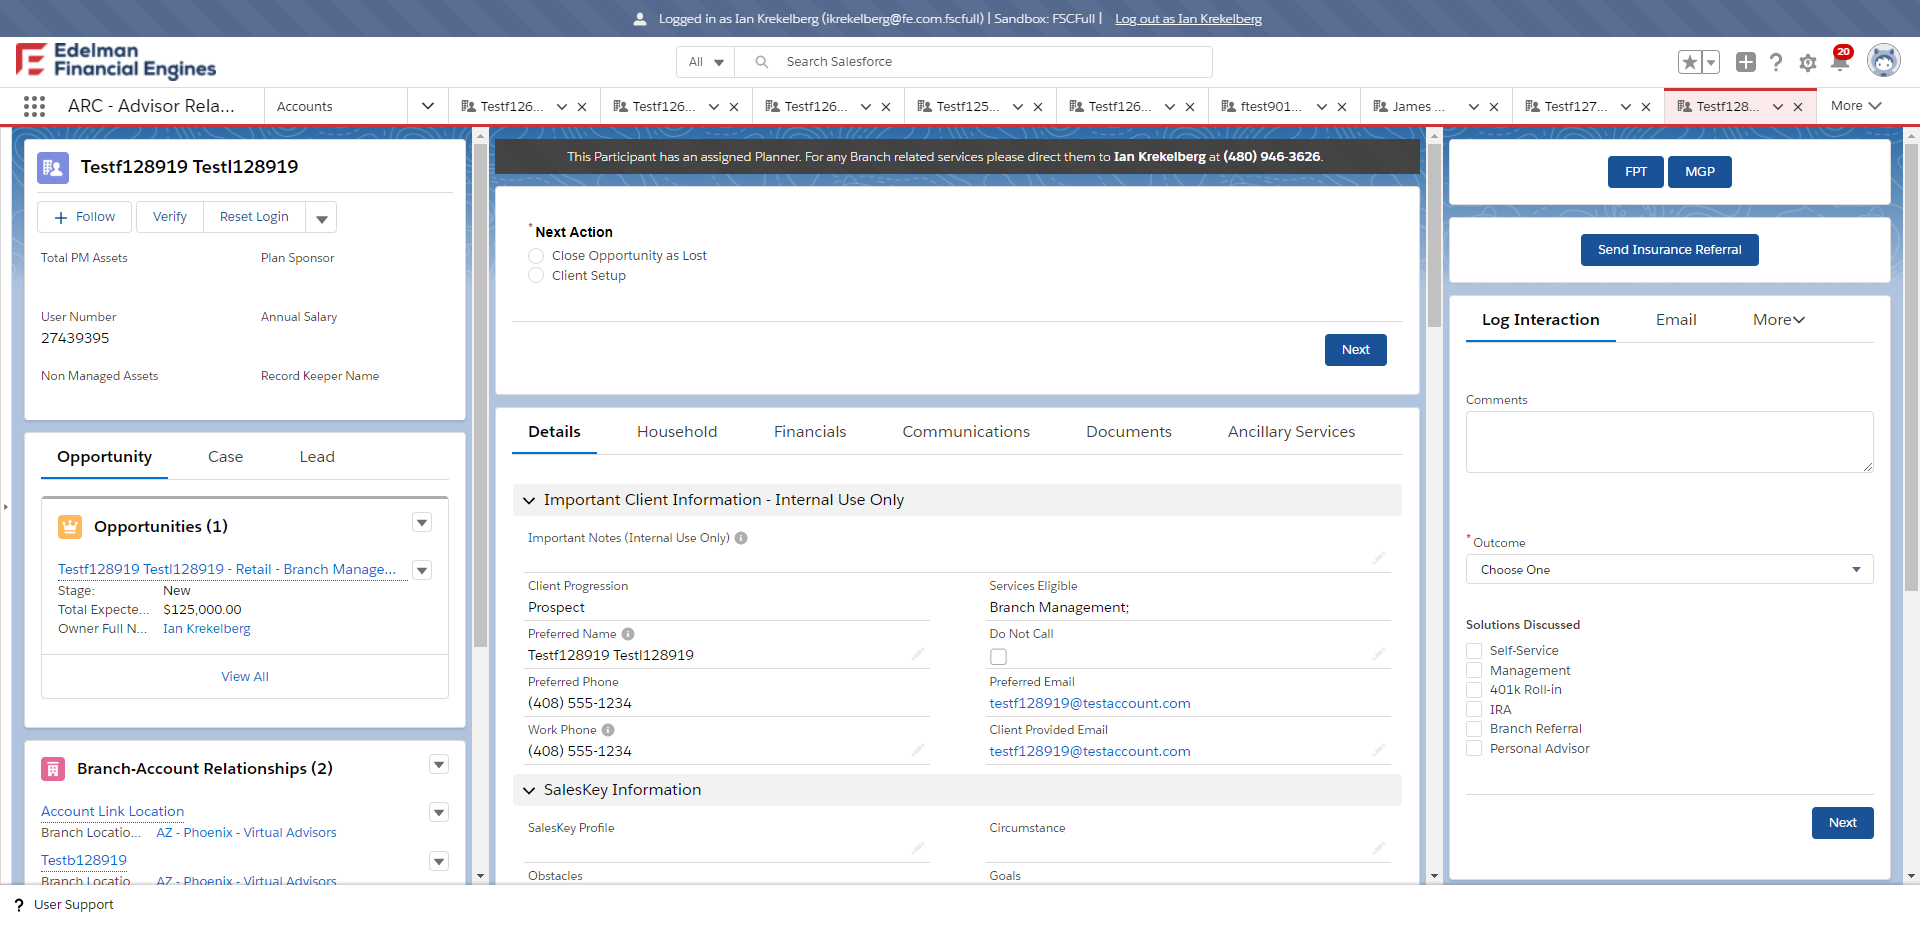 Logged in as Ian Krekelberg (ikrekelberg@fe.com.fscfull) | Sandbox: FSCFull | Log out as Ian Krekelberg
Edelman
Financial Engines
All
Search Salesforce
20
ARC - Advisor Rela...
Accounts
Testf126...
Testf126...
Testf126...
Testf125...
Testf126...
ftest901...
James ...
Testf127...
Testf128...
More
Testf128919 Testl128919
Follow
Verify
Reset Login
Total PM Assets
Plan Sponsor
User Number
27439395
Annual Salary
Non Managed Assets
Record Keeper Name
Opportunity
Case
Lead
Opportunities (1)
Testf128919 Testl128919 - Retail - Branch Manage...
Stage: New
Total Expecte... $125,000.00
Owner Full N... Ian Krekelberg
View All
Branch-Account Relationships (2)
Account Link Location
Branch Locatio... AZ - Phoenix - Virtual Advisors
Testb128919
Branch Locatio AZ - Phoenix - Virtual Advisors
This Participant has an assigned Planner. For any Branch related services please direct them to Ian Krekelberg at (480) 946-3626.
*Next Action
Close Opportunity as Lost
Client Setup
Next
Details
Household
Financials
Communications
Documents
Ancillary Services
Important Client Information - Internal Use Only
Important Notes (Internal Use Only)
Client Progression
Prospect
Services Eligible
Branch Management;
Preferred Name
Testf128919 Testl128919
Do Not Call
Preferred Phone
(408) 555-1234
Preferred Email
testf128919@testaccount.com
Work Phone
(408) 555-1234
Client Provided Email
testf128919@testaccount.com
SalesKey Information
SalesKey Profile
Circumstance
Obstacles
Goals
FPT
MGP
Send Insurance Referral
Log Interaction
Email
More
Comments
*Outcome
Choose One
Solutions Discussed
Self-Service
Management
401k Roll-in
IRA
Branch Referral
Personal Advisor
Next
? User Support